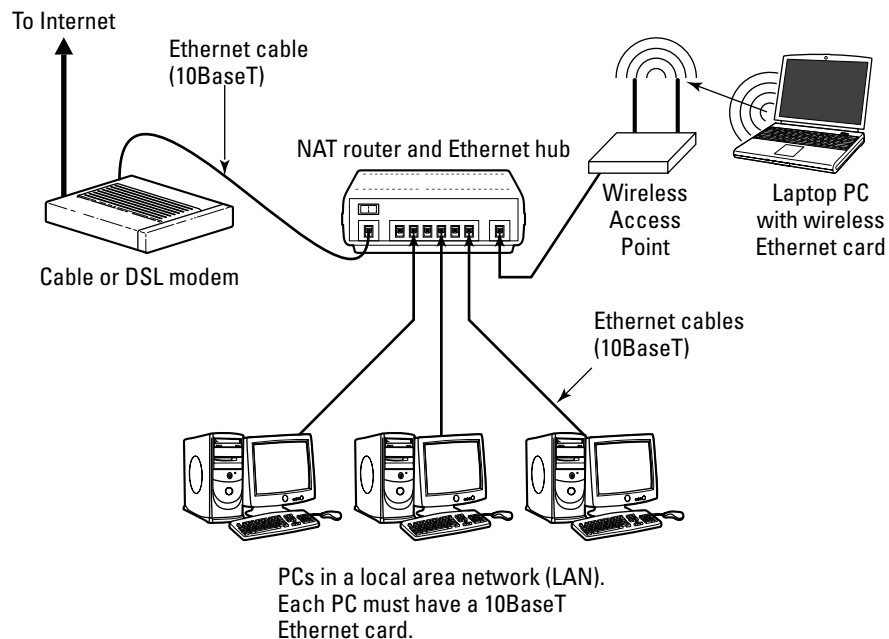 To Internet
Ethernet cable
(10BaseT)
NAT router and Ethernet hub
Wireless
Access
Point
Laptop PC
with wireless
Ethernet card
Cable or DSL modem
Ethernet cables
(10BaseT)
PCs in a local area network (LAN).
Each PC must have a 10BaseT
Ethernet card.